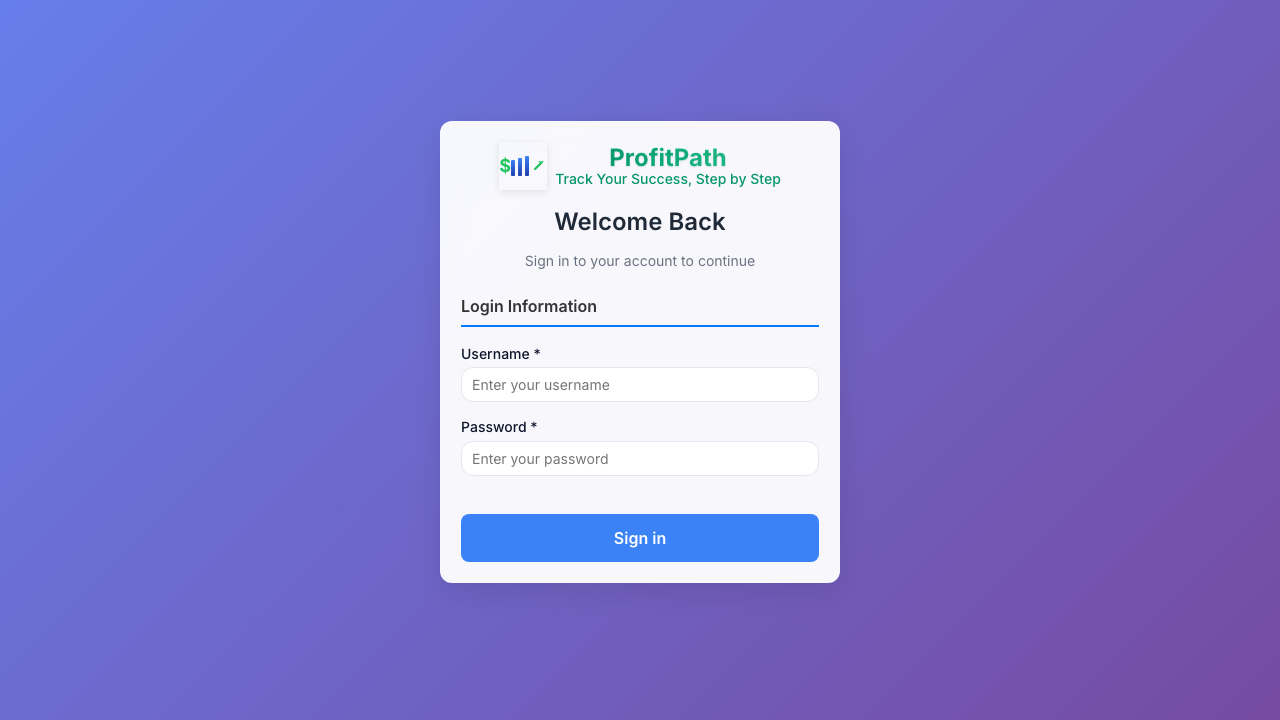 $
ProfitPath
Track Your Success, Step by Step
Welcome Back
Sign in to your account to continue
Login Information
Username *
Enter your username
Password *
Enter your password
Sign in